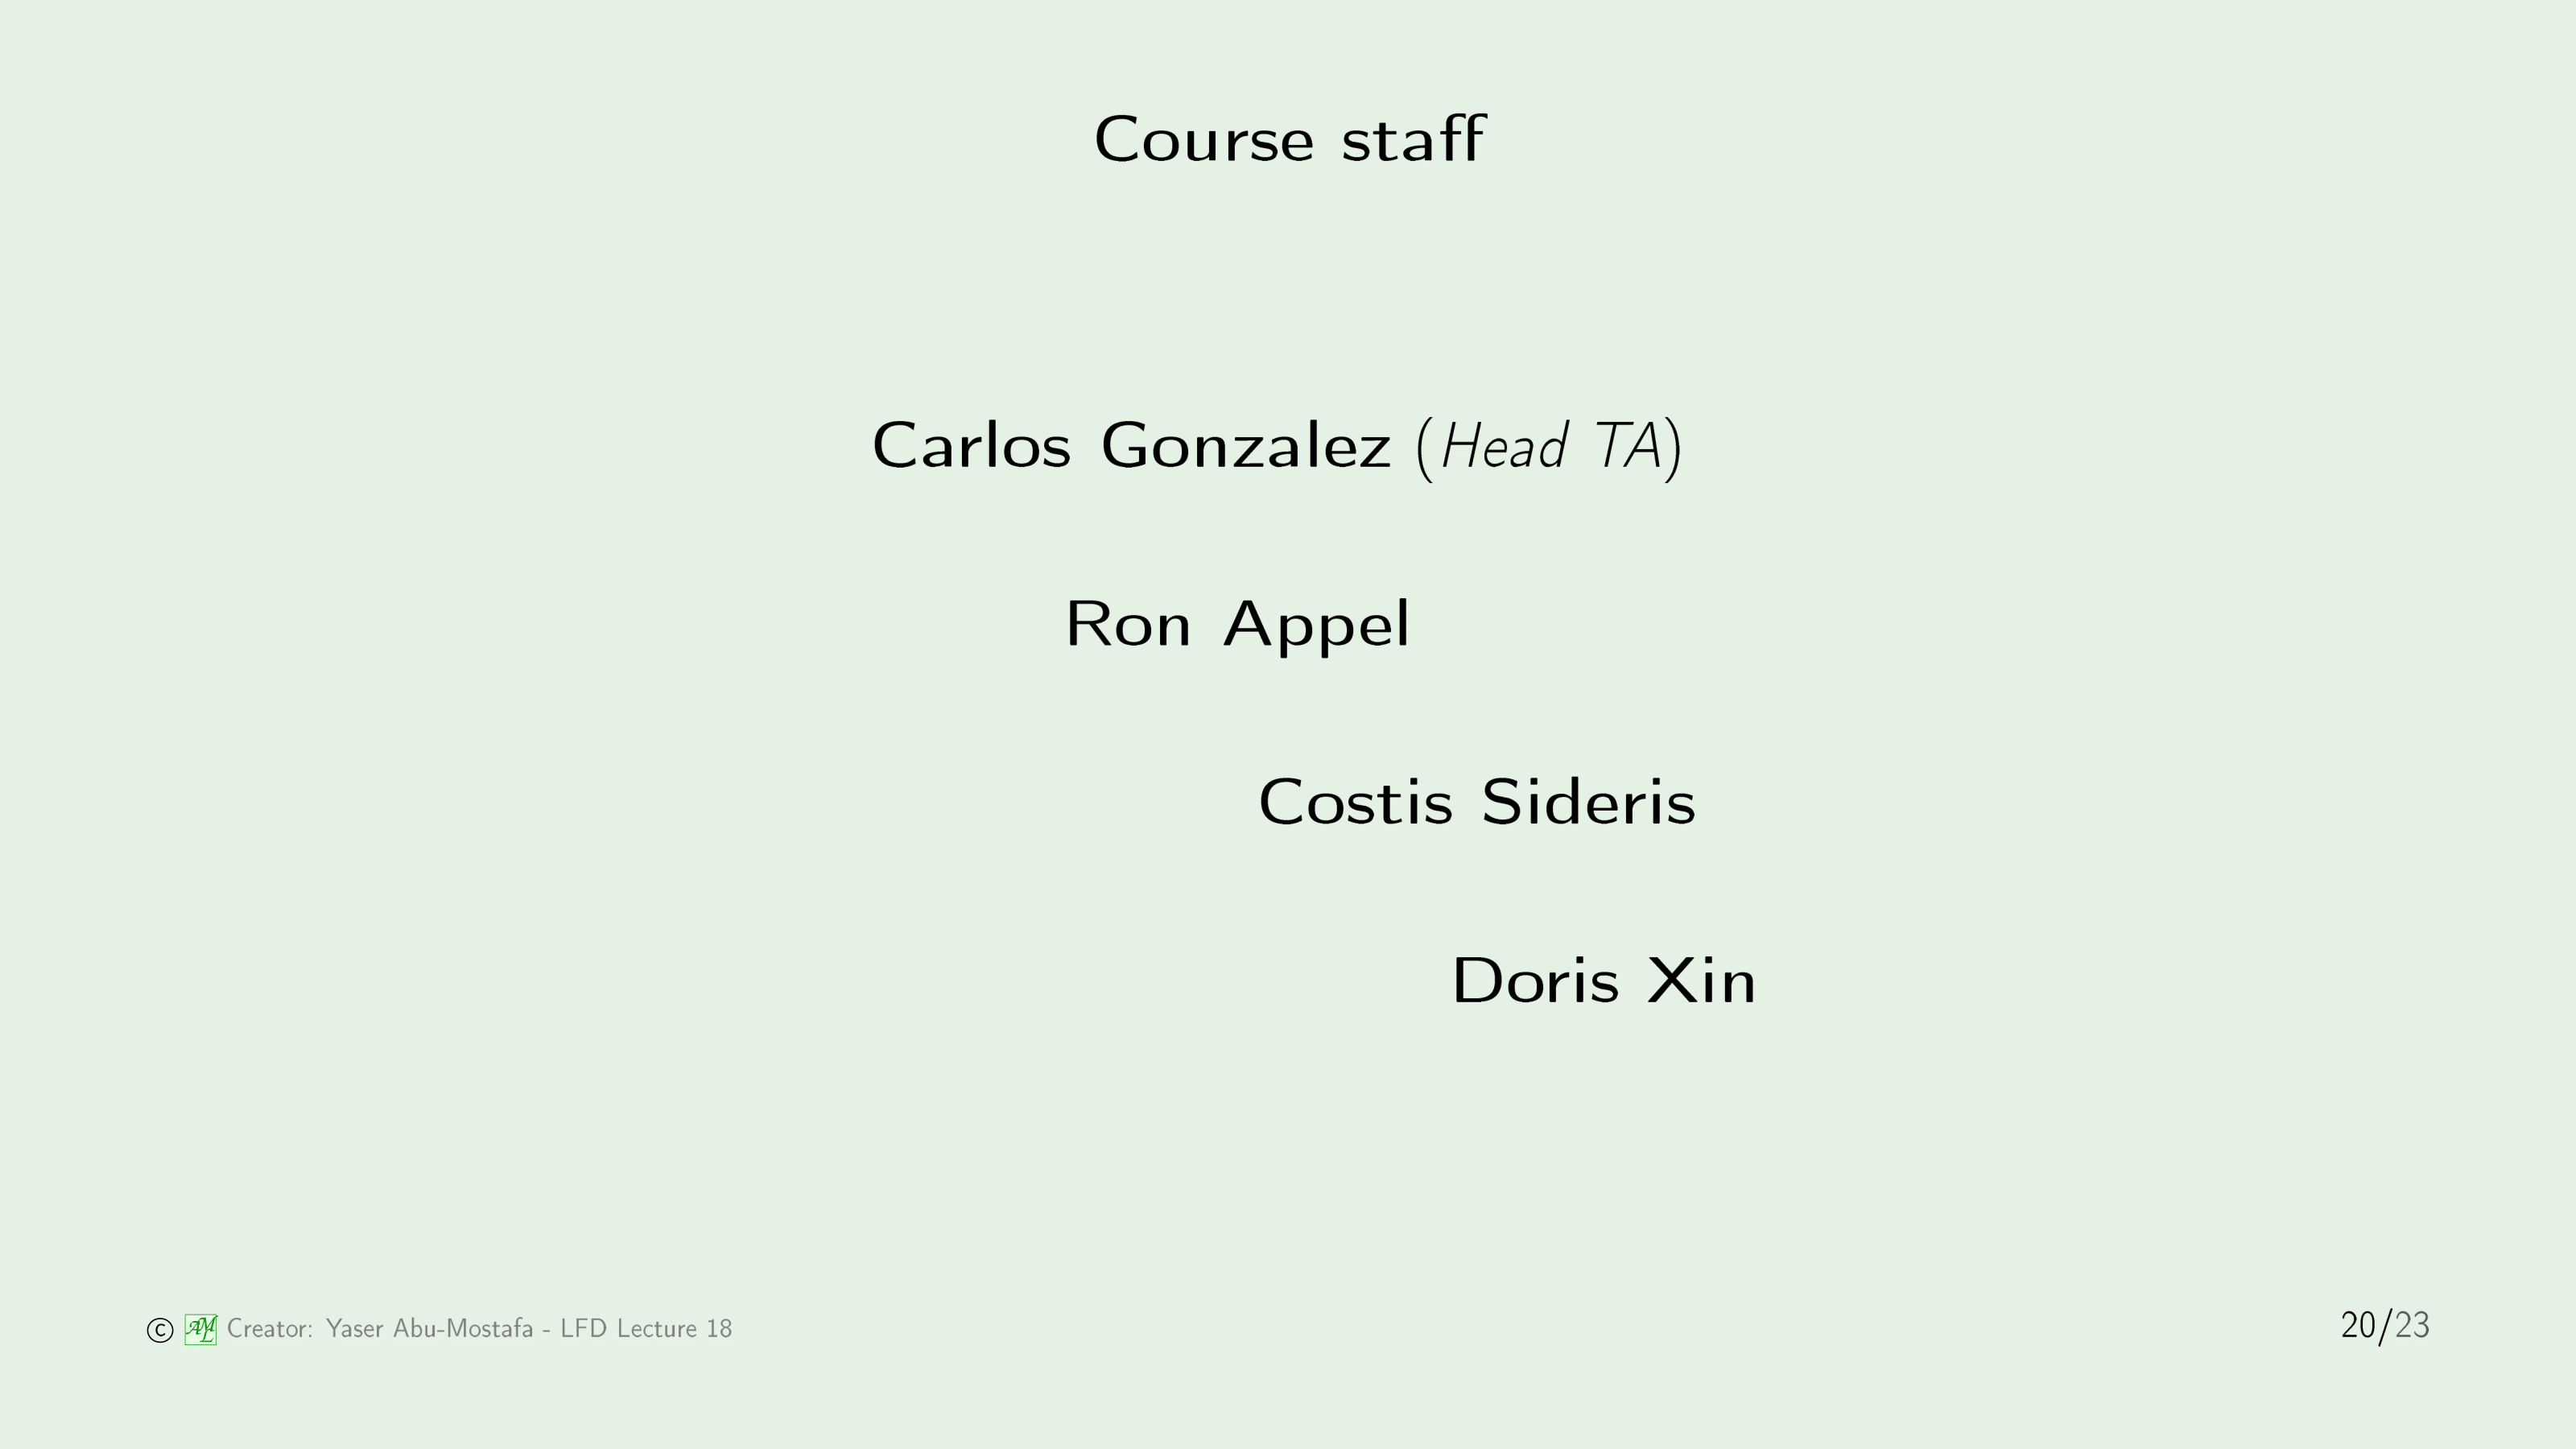 Course staff
Carlos Gonzalez (Head TA)
Ron Appel
Costis Sideris
Doris Xin
© AML Creator: Yaser Abu-Mostafa - LFD Lecture 18
20/23